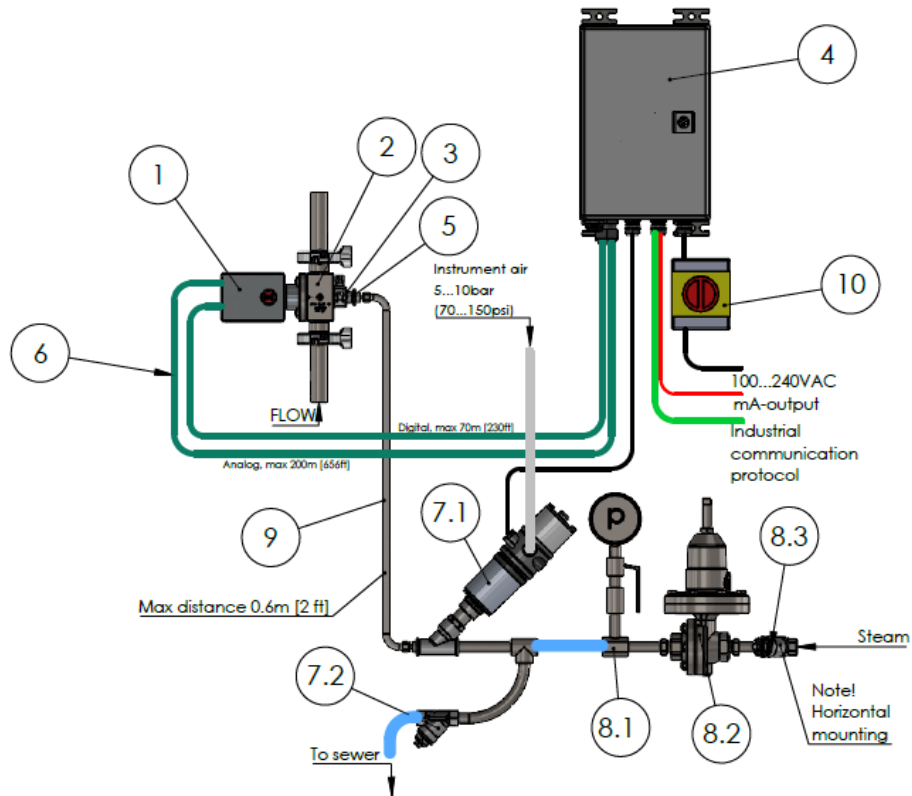 4
2
3
1
5
Instrument air
5...10bar
(70...150psi)
10
6
100...240VAC
mA-output
Industrial
communication
protocol
FLOW
Digital, max 70m [230ft]
Analog, max 200m [656ft]
7.1
P
9
8.3
Max distance 0.6m [2 ft]
Steam
7.2
8.1
8.2
Note!
Horizontal
mounting
To sewer